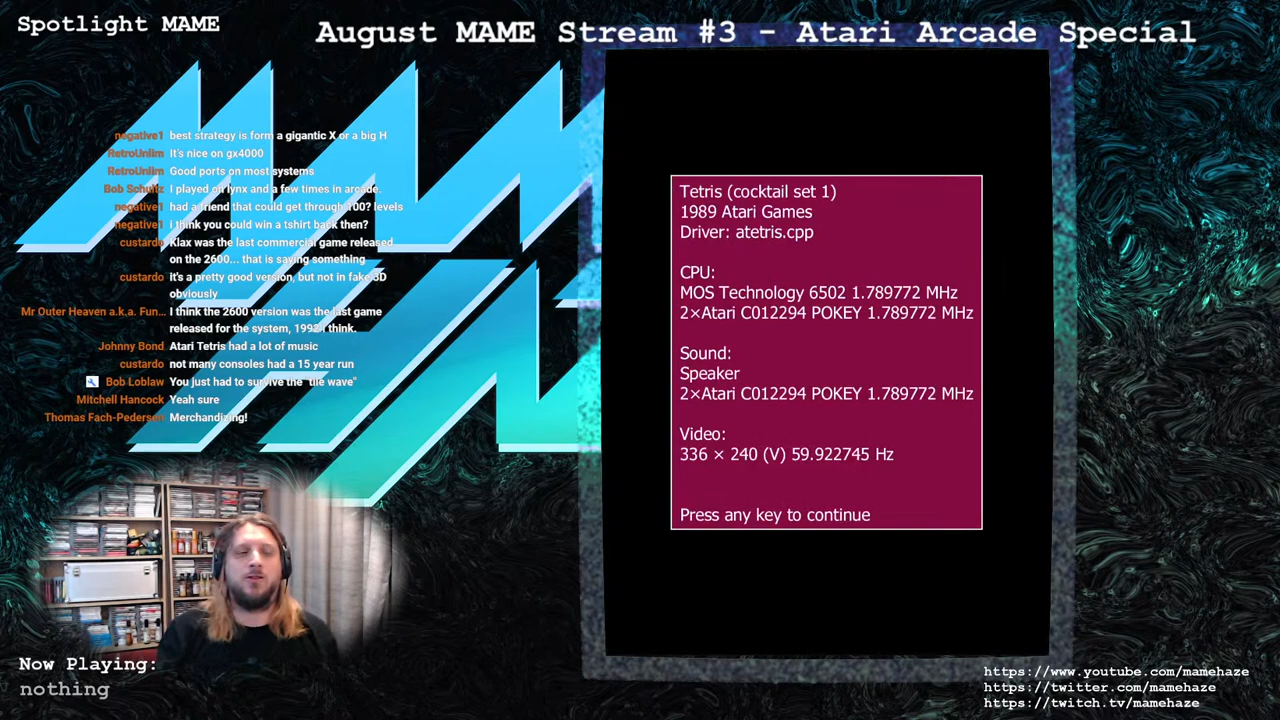 Spotlight MAME
August MAME Stream #3 - Atari Arcade Special
negative1 best strategy is form a gigantic X or a big H
RetroUnlim It's nice on gx4000
RetroUnlim Good ports on most systems
Bob Schultz I played on lynx and a few times in arcade.
negative1 had a friend that could get through 100? levels
negative1 i think you could win a tshirt back then?
custardo Klax was the last commercial game released
on the 2600... that is saying something
custardo it's a pretty good version, but not in fake 3D
obviously
Mr Outer Heaven a.k.a. Fun... I think the 2600 version was the last game
released for the system, 1992 I think.
Johnny Bond Atari Tetris had a lot of music
custardo not many consoles had a 15 year run
Bob Loblaw You just had to survive the "tile wave"
Mitchell Hancock Yeah sure
Thomas Fach-Pedersen Merchandizing!
Tetris (cocktail set 1)
1989 Atari Games
Driver: atetris.cpp
CPU:
MOS Technology 6502 1.789772 MHz
2×Atari C012294 POKEY 1.789772 MHz
Sound:
Speaker
2×Atari C012294 POKEY 1.789772 MHz
Video:
336 × 240 (V) 59.922745 Hz
Press any key to continue
Now Playing:
nothing
https://www.youtube.com/mamehaze
https://twitter.com/mamehaze
https://twitch.tv/mamehaze